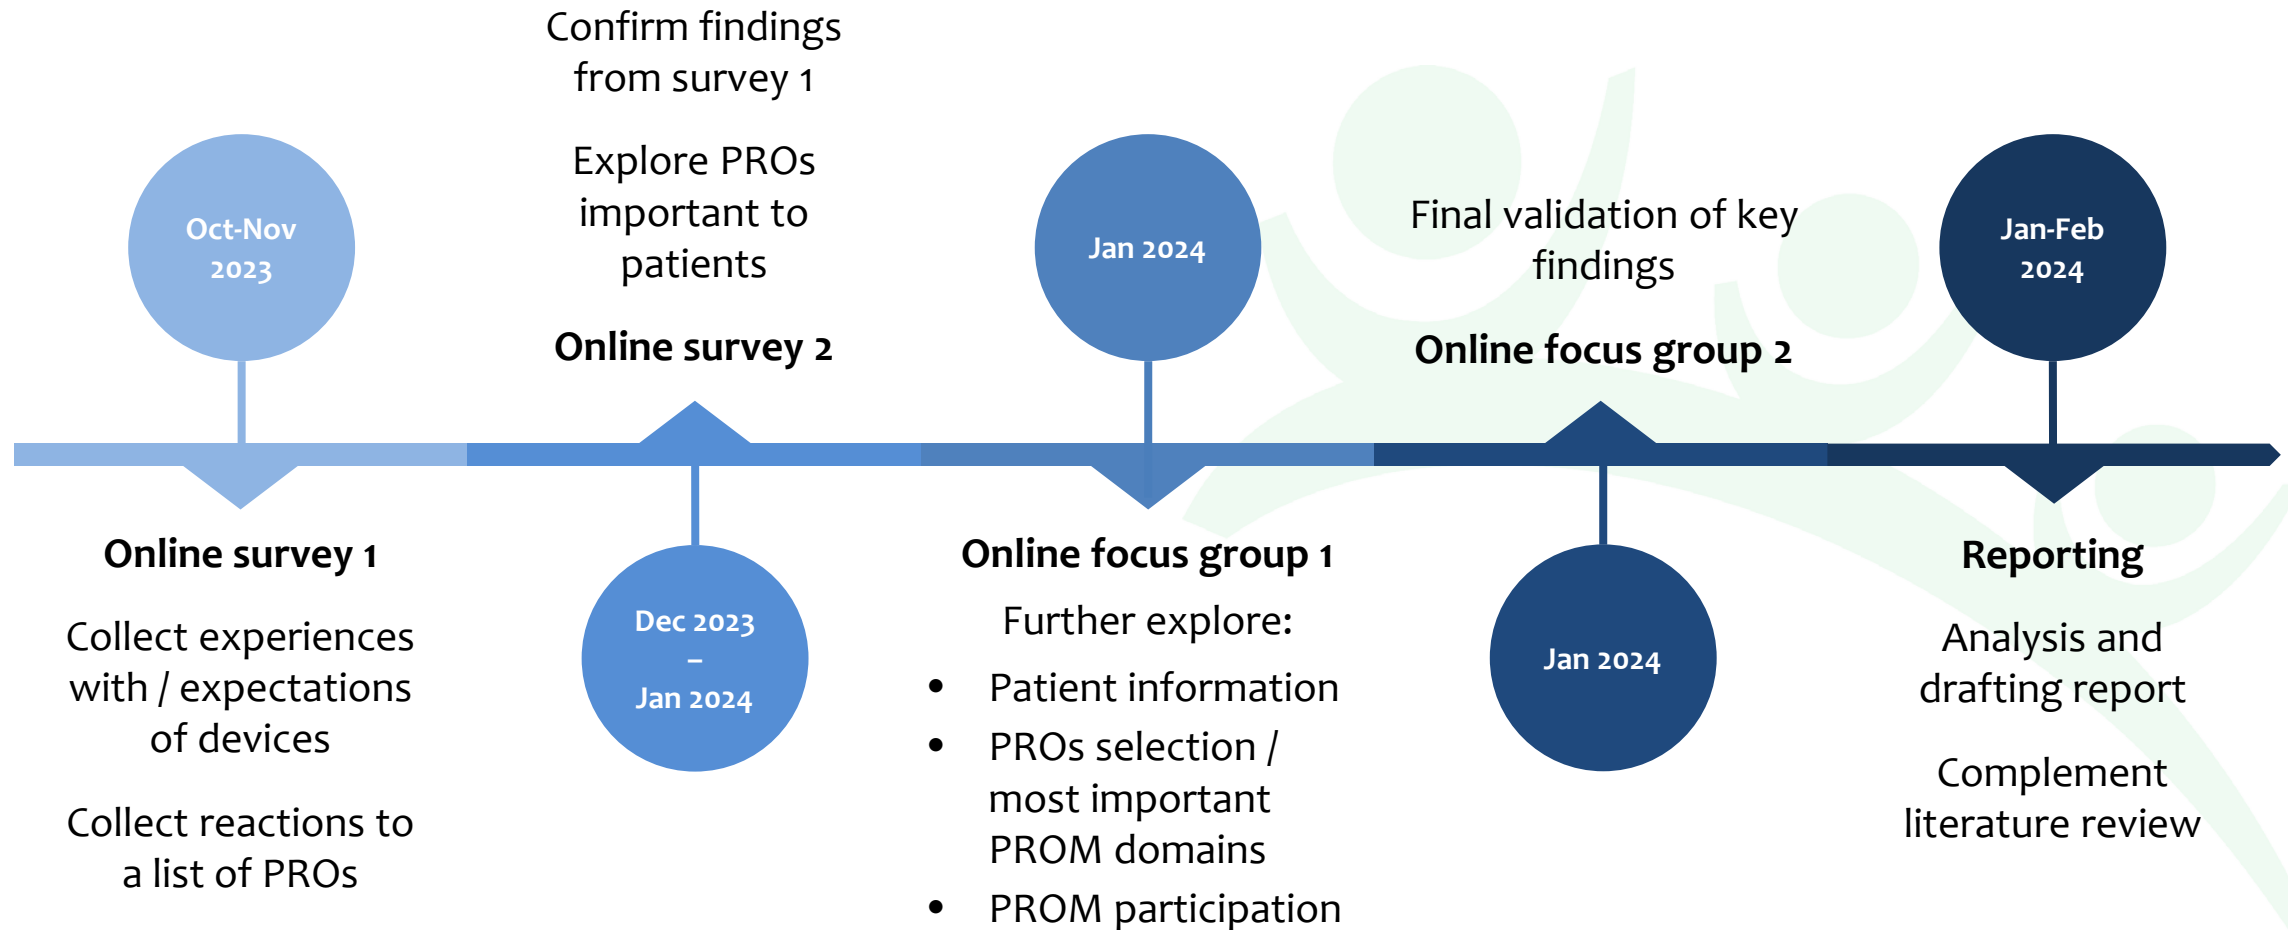 Oct-Nov
2023
Online survey 1
Collect experiences
with / expectations
of devices
Collect reactions to
a list of PROs
Confirm findings
from survey 1
Explore PROs
important to
patients
Online survey 2
Dec 2023
–
Jan 2024
Jan 2024
Online focus group 1
Further explore:
• Patient information
• PROs selection /
most important
PROM domains
• PROM participation
Final validation of key
findings
Online focus group 2
Jan 2024
Jan-Feb
2024
Reporting
Analysis and
drafting report
Complement
literature review